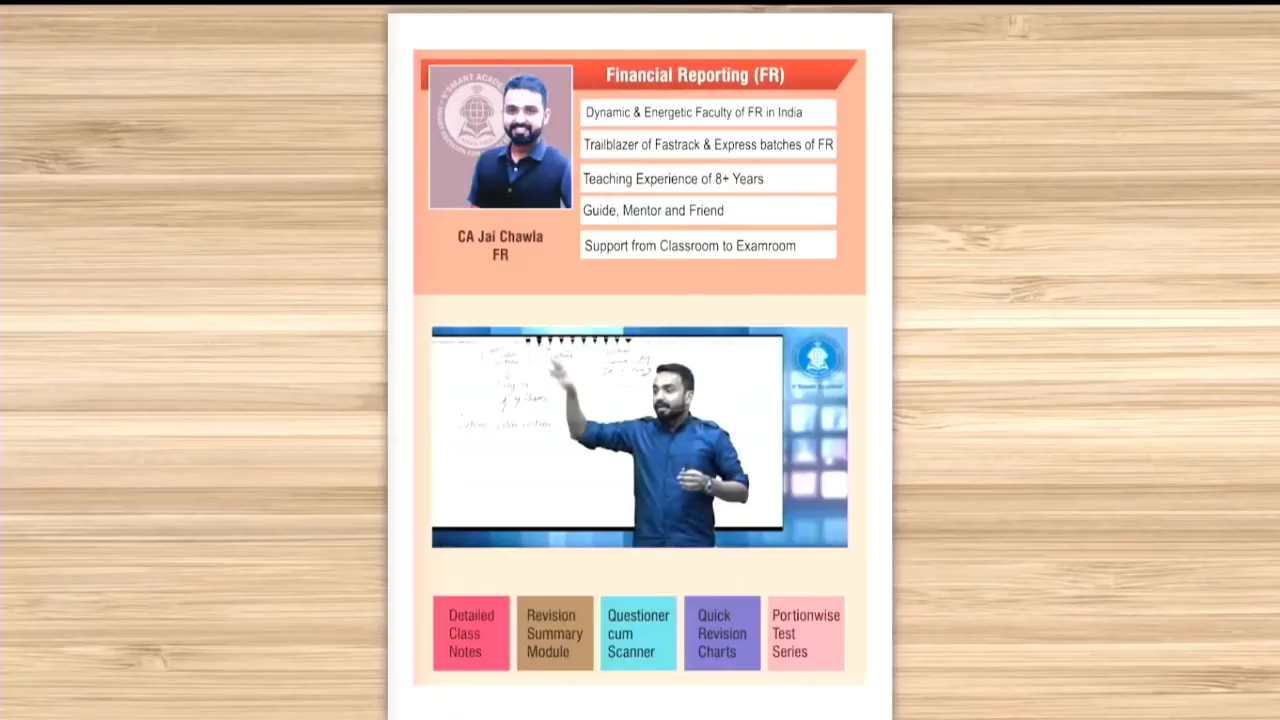 Financial Reporting (FR)
V'SMART ACADE
Dynamic & Energetic Faculty of FR in India
Trailblazer of Fastrack & Express batches of FR
Teaching Experience of 8+ Years
Guide, Mentor and Friend
Support from Classroom to Examroom
CA Jai Chawla
FR
Detailed
Class
Notes
Revision
Summary
Module
Questioner
cum
Scanner
Quick
Revision
Charts
Portionwise
Test
Series